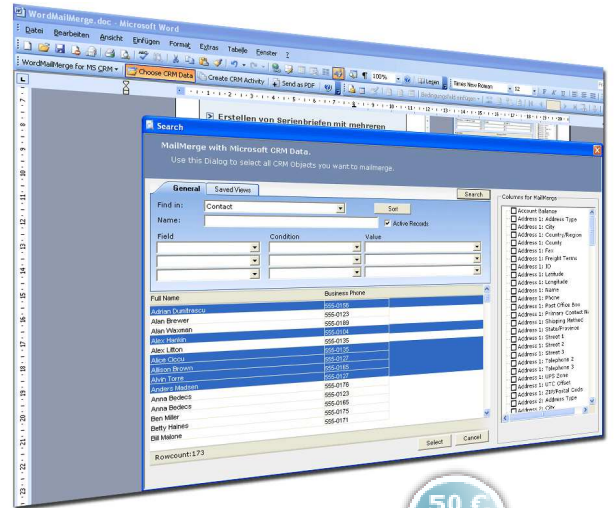 WordMailMerge.doc - Microsoft Word
Datei Bearbeiten Ansicht Einfügen Format Extras Tabelle Fenster ?
100% Lesen Times New Roman 12
WordMailMerge for MS CRM Choose CRM Data Create CRM Activity Send as PDF
Erstellen von Serienbriefen mit mehreren
Search
MailMerge with Microsoft CRM Data.
Use this Dialog to select all CRM Objects you want to mailmerge.
General Saved Views Search
Find in: Contact Sort
Name: Active Records
Field Condition Value
Full Name Business Phone
Adrian Dumitrascu 555-0156
Alan Brewer 555-0123
Alan Waxman 555-0189
Alex Hankin 555-0104
Alex Litton 555-0135
Alice Ciccu 555-0135
Allison Brown 555-0127
Alvin Torre 555-0165
Anders Madsen 555-0127
Anna Bedecs 555-0176
Anna Bedecs 555-0123
Ben Miller 555-0165
Betty Haines 555-0175
Bill Malone 555-0171
Rowcount:173
Select Cancel
Columns for MailMerge
Account Balance
Address 1: Address Type
Address 1: City
Address 1: Country/Region
Address 1: County
Address 1: Fax
Address 1: Freight Terms
Address 1: ID
Address 1: Latitude
Address 1: Longitude
Address 1: Name
Address 1: Phone
Address 1: Post Office Box
Address 1: Primary Contact
Address 1: Shipping Method
Address 1: State/Province
Address 1: Street 1
Address 1: Street 2
Address 1: Street 3
Address 1: Telephone 2
Address 1: Telephone 3
Address 1: UPS Zone
Address 1: UTC Offset
Address 1: ZIP/Postal Code
Address 2: Address Type
Address 2: City
50 €